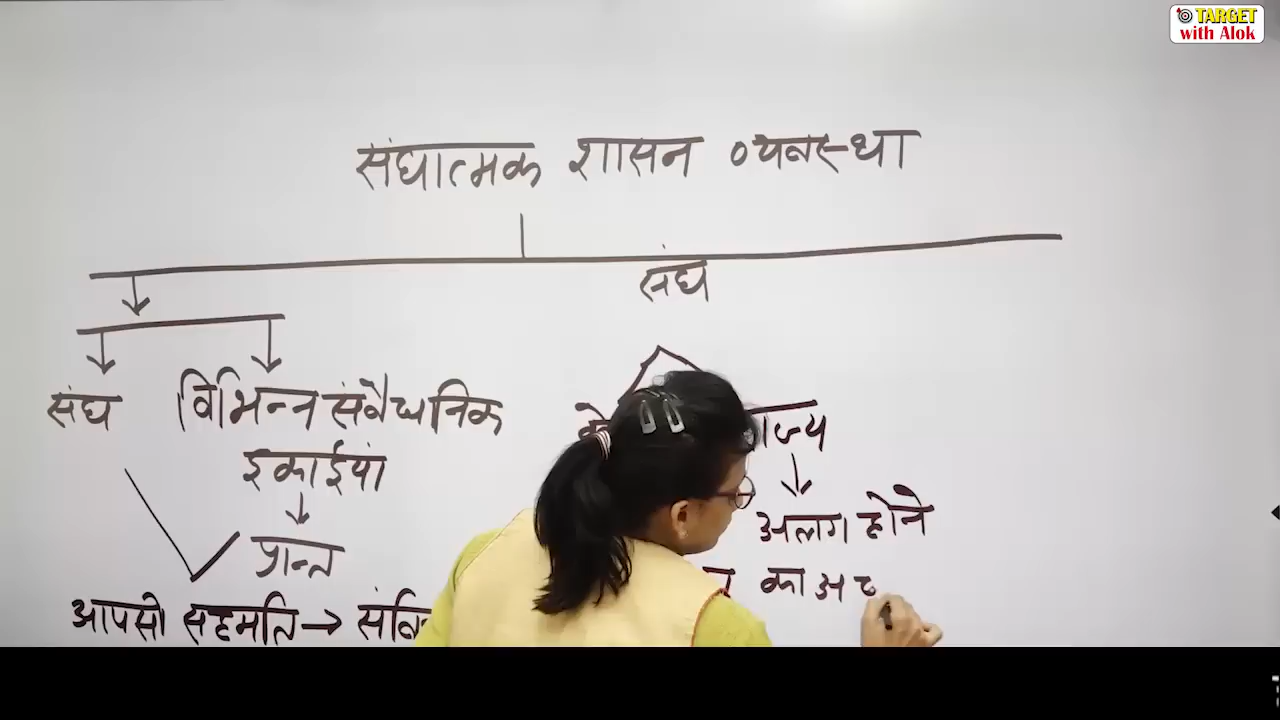 TARGET
with Alok
संघात्मक शासन व्यवस्था
संघ
संघ विभिन्न संवैधानिक
इकाईयां
प्रान्त
आपसी सहमति → संवि
अलग होने
का अ